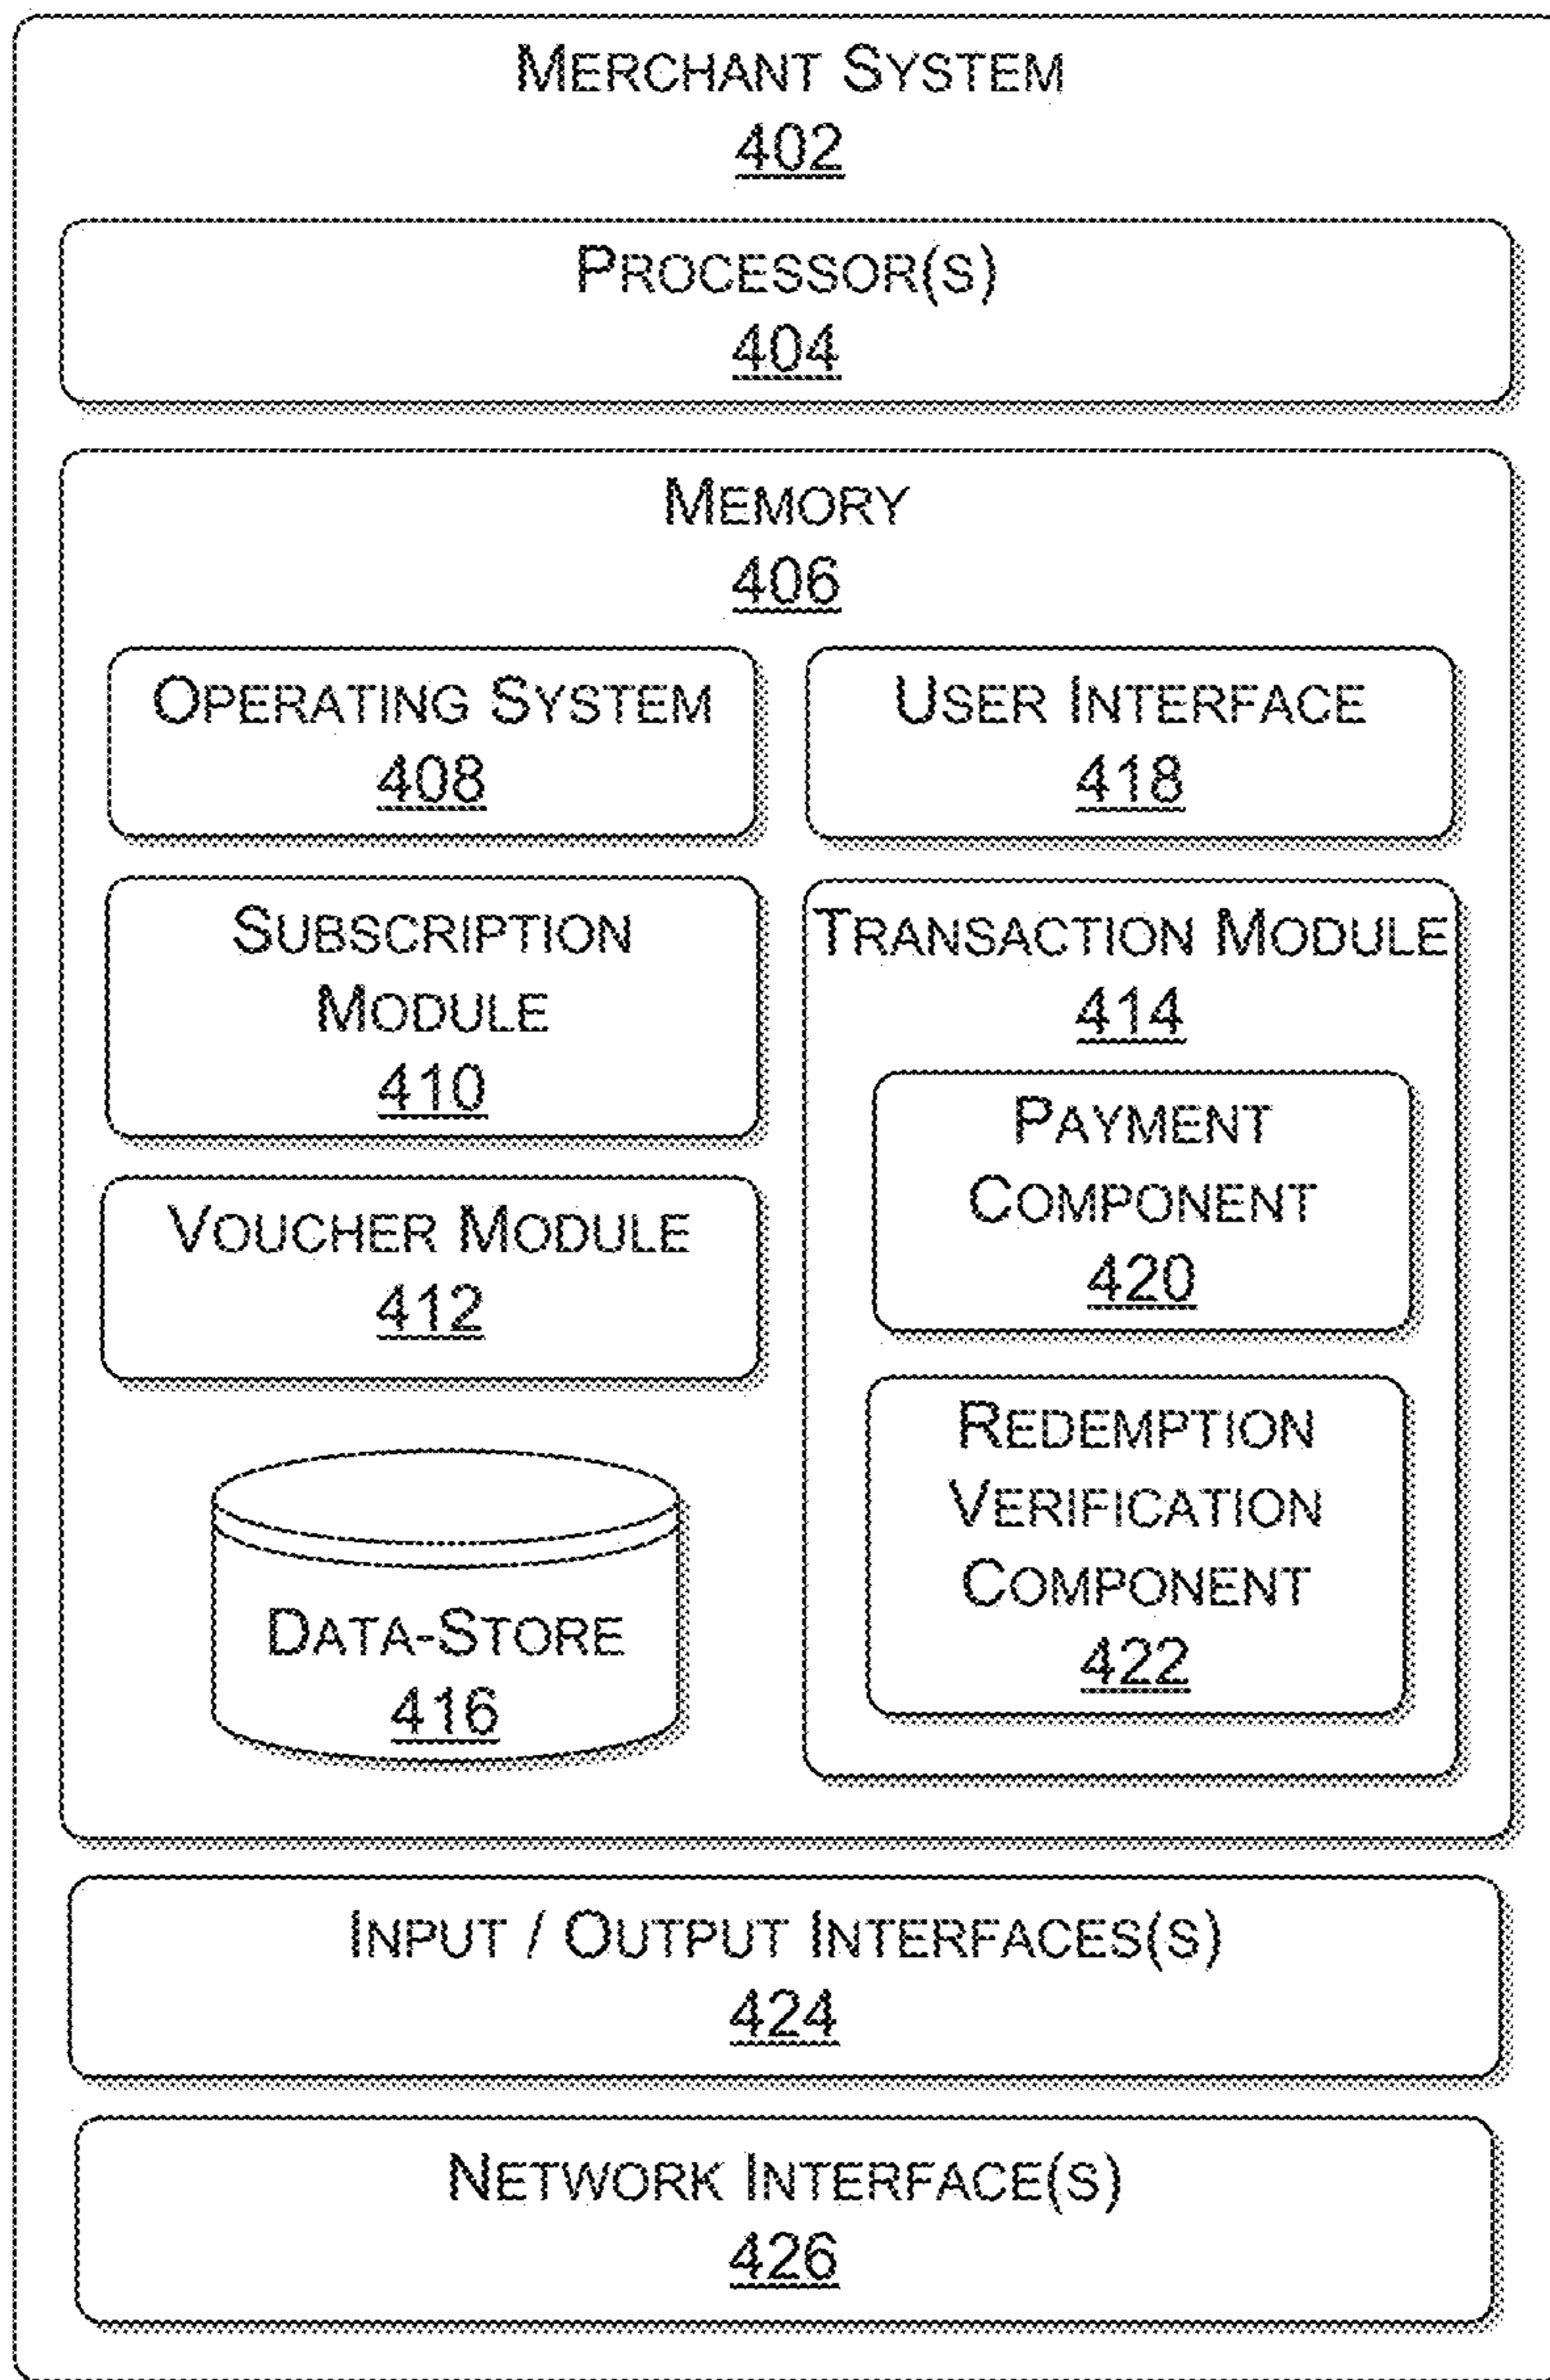 MERCHANT SYSTEM
402
PROCESSOR(S)
404
MEMORY
406
OPERATING SYSTEM
408
SUBSCRIPTION
MODULE
410
VOUCHER MODULE
412
DATA-STORE
416
USER INTERFACE
418
TRANSACTION MODULE
414
PAYMENT
COMPONENT
420
REDEMPTION
VERIFICATION
COMPONENT
422
INPUT / OUTPUT INTERFACES(S)
424
NETWORK INTERFACE(S)
426